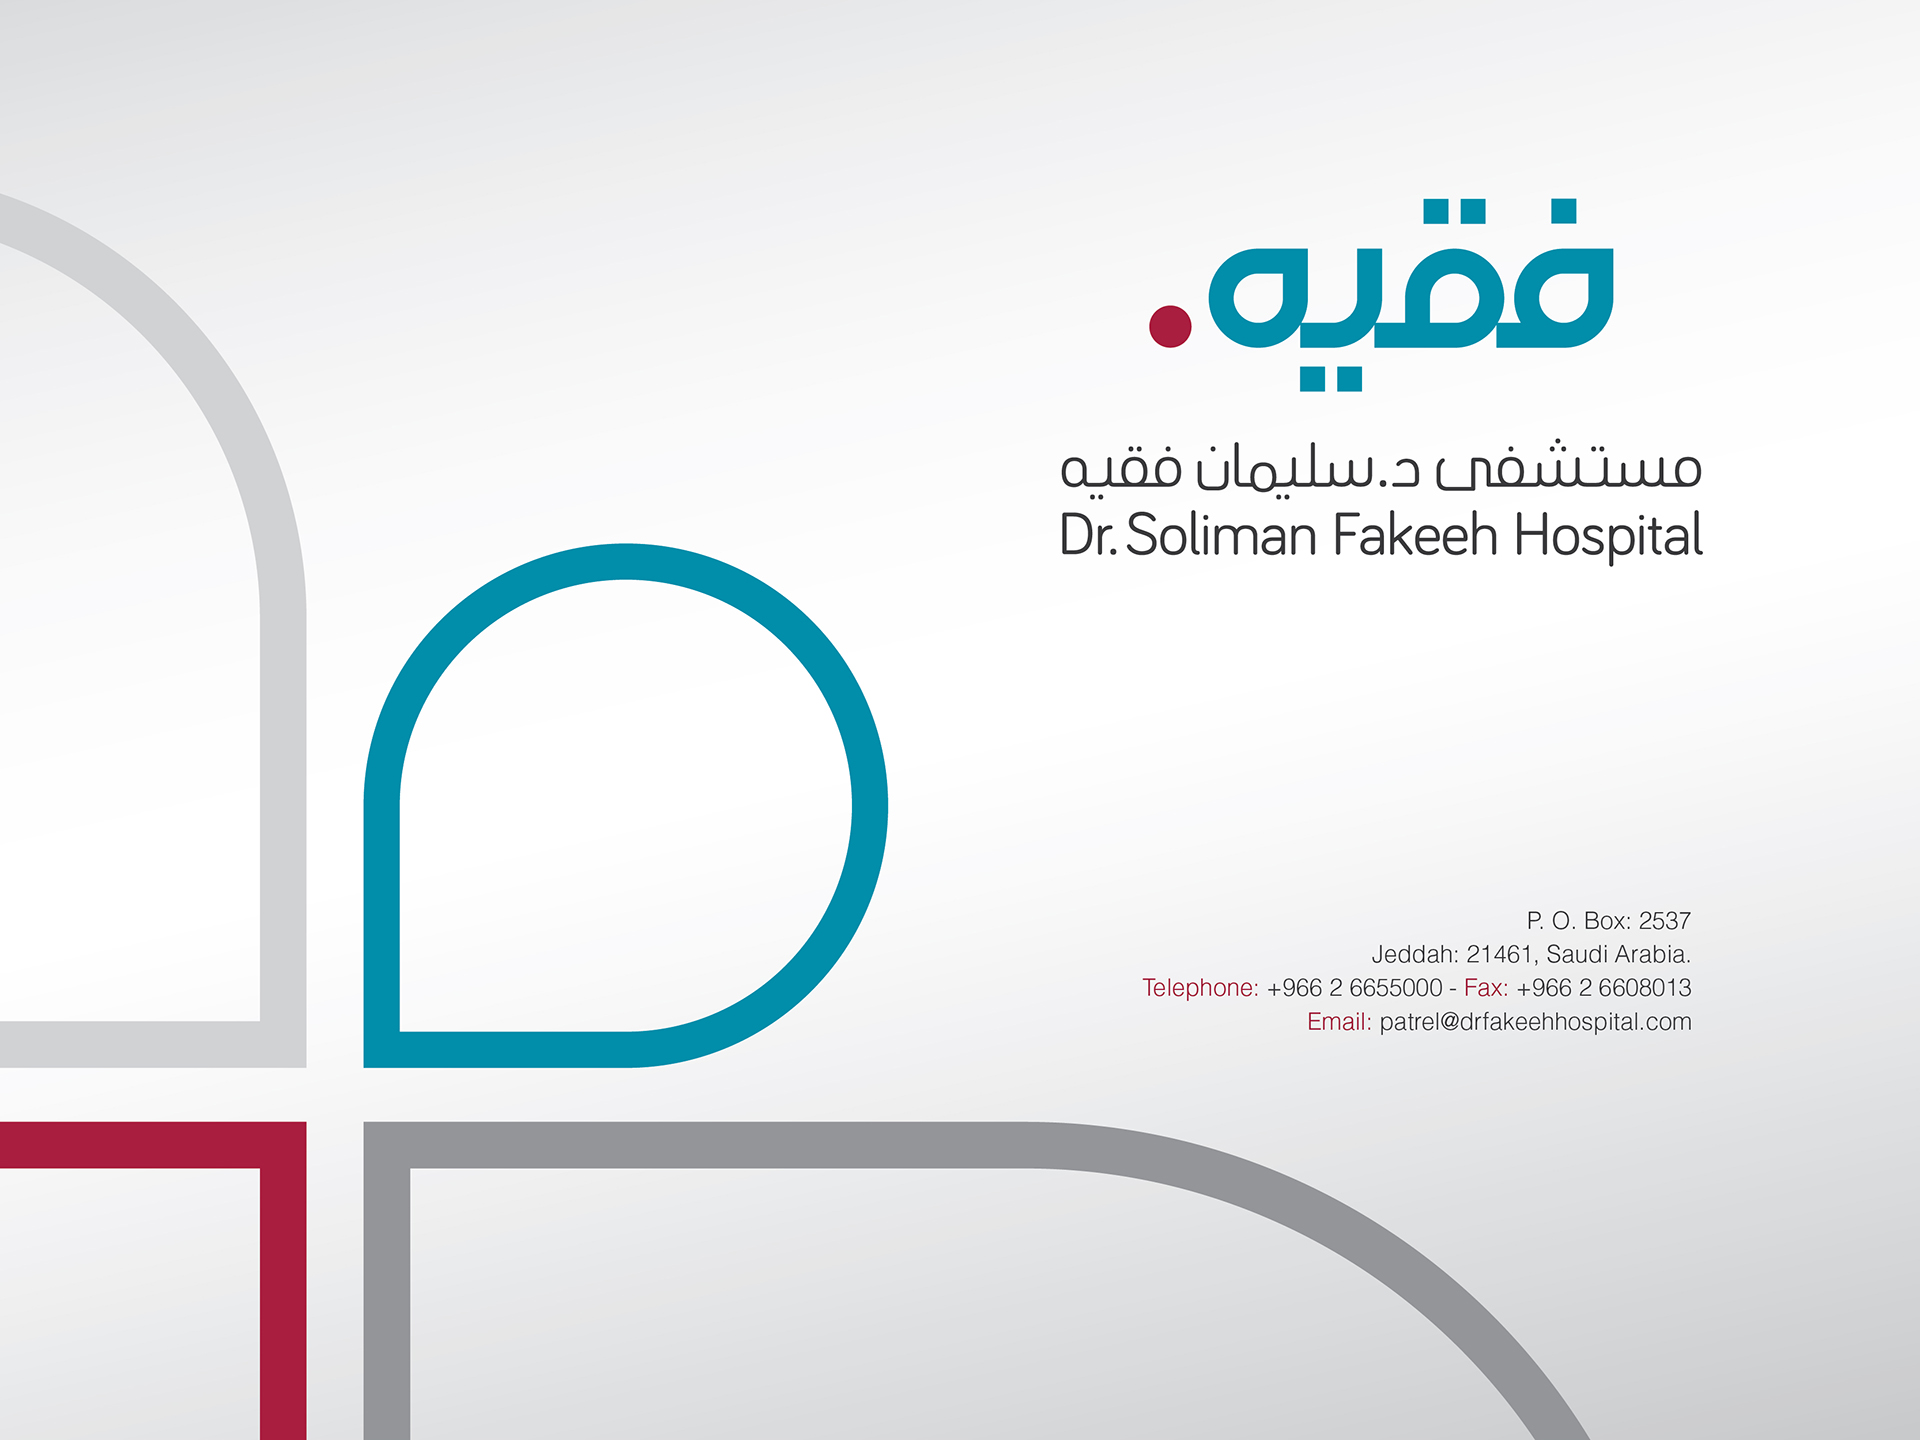 فقيه.
مستشفى د.سليمان فقيه
Dr. Soliman Fakeeh Hospital
P. O. Box: 2537
Jeddah: 21461, Saudi Arabia.
Telephone: +966 2 6655000 - Fax: +966 2 6608013
Email: patrel@drfakeehhospital.com